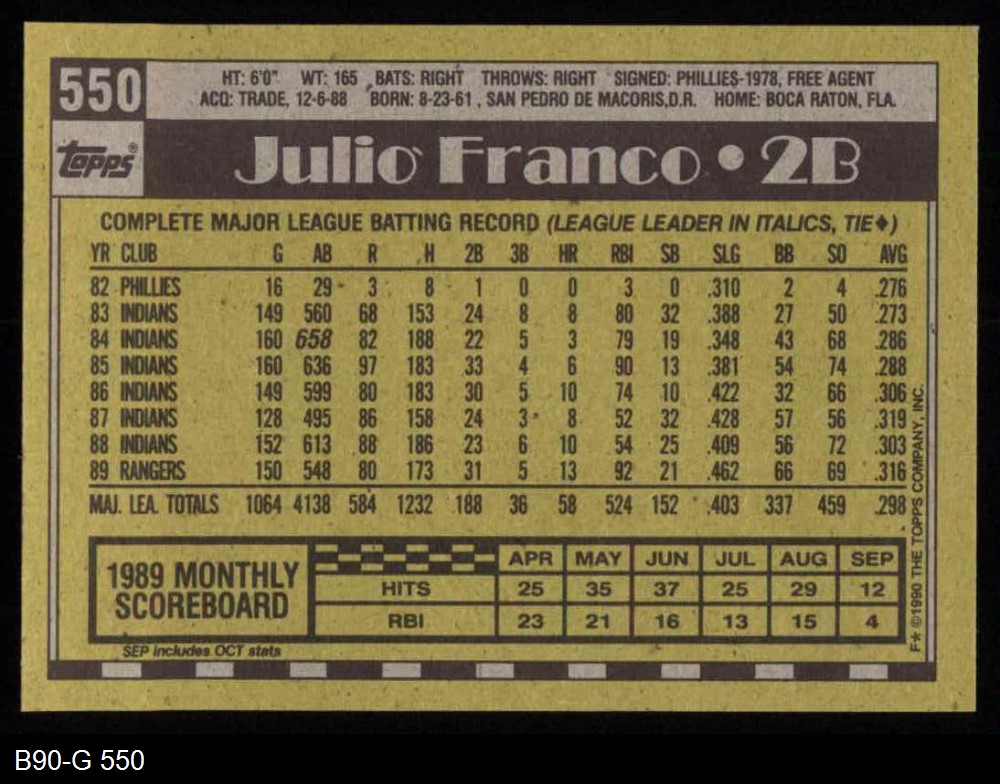 550
HT: 6'0" WT: 165 BATS: RIGHT THROWS: RIGHT SIGNED: PHILLIES-1978, FREE AGENT
ACQ: TRADE, 12-6-88 BORN: 8-23-61, SAN PEDRO DE MACORIS,D.R. HOME: BOCA RATON, FLA.
topps®
Julio Franco • 2B
COMPLETE MAJOR LEAGUE BATTING RECORD (LEAGUE LEADER IN ITALICS, TIE♦)
YR CLUB G AB R H 2B 3B HR RBI SB SLG BB SO AVG
82 PHILLIES 16 29 3 8 1 0 0 3 0 .310 2 4 .276
83 INDIANS 149 560 68 153 24 8 8 80 32 .388 27 50 .273
84 INDIANS 160 658 82 188 22 5 3 79 19 .348 43 68 .286
85 INDIANS 160 636 97 183 33 4 6 90 13 .381 54 74 .288
86 INDIANS 149 599 80 183 30 5 10 74 10 .422 32 66 .306
87 INDIANS 128 495 86 158 24 3 8 52 32 .428 57 56 .319
88 INDIANS 152 613 88 186 23 6 10 54 25 .409 56 72 .303
89 RANGERS 150 548 80 173 31 5 13 92 21 .462 66 69 .316
MAJ. LEA. TOTALS 1064 4138 584 1232 188 36 58 524 152 .403 337 459 .298
1989 MONTHLY SCOREBOARD
APR MAY JUN JUL AUG SEP
HITS 25 35 37 25 29 12
RBI 23 21 16 13 15 4
SEP includes OCT stats
F* ©1990 THE TOPPS COMPANY, INC.
B90-G 550